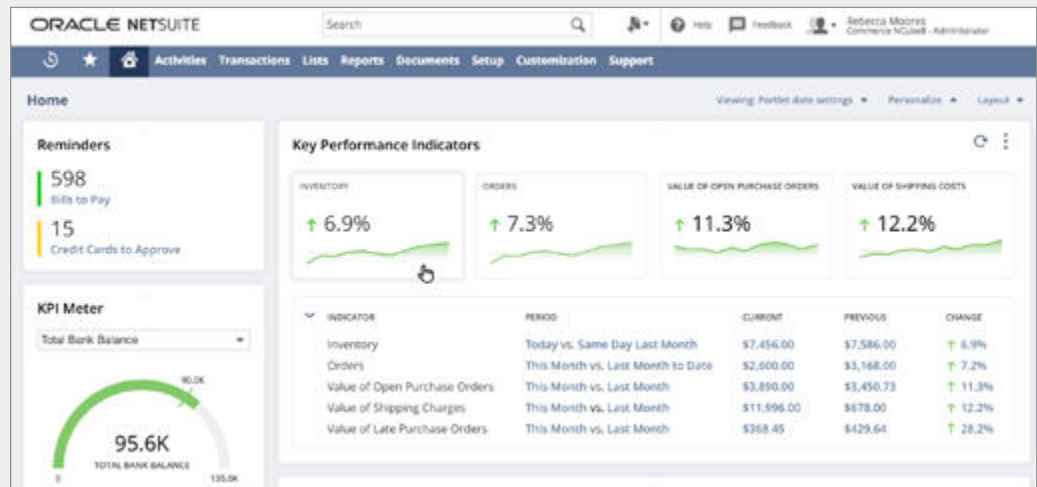 ORACLE NETSUITE
Search
Help
Feedback
Rebecca Moores
Activities Transactions Lists Reports Documents Setup Customization Support
Home
Viewing: Portlet date settings Personalize Layout
Reminders
598
Bills to Pay
15
Credit Cards to Approve
Key Performance Indicators
INVENTORY
↑ 6.9%
ORDERS
↑ 7.3%
VALUE OF OPEN PURCHASE ORDERS
↑ 11.3%
VALUE OF SHIPPING COSTS
↑ 12.2%
KPI Meter
Total Bank Balance
90.0K
95.6K
TOTAL BANK BALANCE
0
135.0K
INDICATOR PERIOD CURRENT PREVIOUS CHANGE
Inventory Today vs. Same Day Last Month $7,456.00 $7,586.00 ↑ 6.9%
Orders This Month vs. Last Month to Date $2,600.00 $3,168.00 ↑ 7.2%
Value of Open Purchase Orders This Month vs. Last Month $3,890.00 $3,450.73 ↑ 11.3%
Value of Shipping Charges This Month vs. Last Month $11,996.00 $678.00 ↑ 12.2%
Value of Late Purchase Orders This Month vs. Last Month $368.45 $429.64 ↑ 28.2%